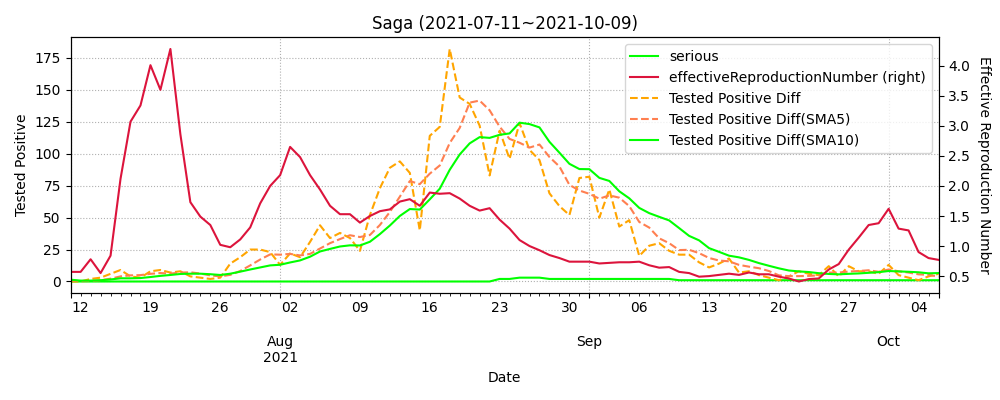 Saga (2021-07-11~2021-10-09)
serious
effectiveReproductionNumber (right)
Tested Positive Diff
Tested Positive Diff(SMA5)
Tested Positive Diff(SMA10)
Tested Positive
175
150
125
100
75
50
25
0
4.0
3.5
3.0
2.5
2.0
1.5
1.0
0.5
Effective Reproduction Number
12 19 26 02 09 16 23 30 06 13 20 27 04
Aug Sep Oct
2021
Date